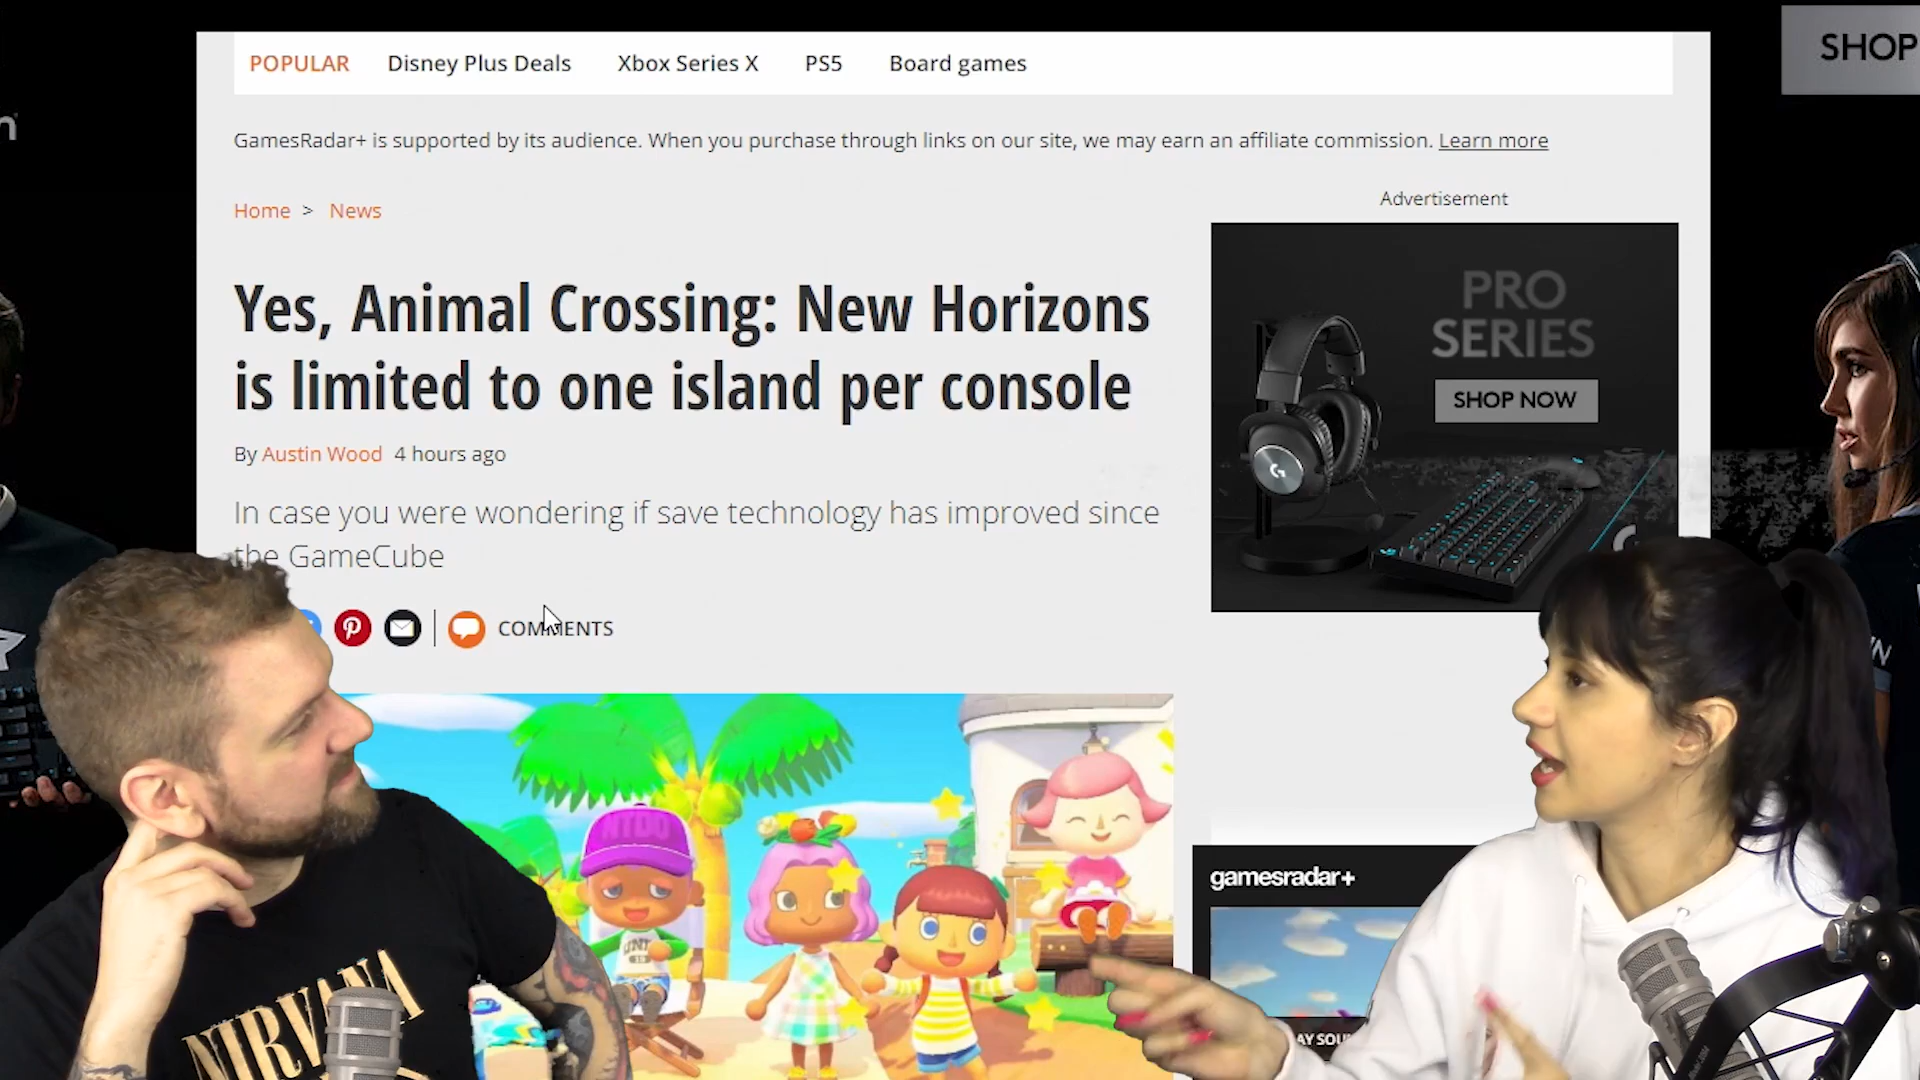 SHOP
POPULAR Disney Plus Deals Xbox Series X PS5 Board games
GamesRadar+ is supported by its audience. When you purchase through links on our site, we may earn an affiliate commission. Learn more
Advertisement
Home > News
PRO
SERIES
SHOP NOW
Yes, Animal Crossing: New Horizons
is limited to one island per console
By Austin Wood 4 hours ago
In case you were wondering if save technology has improved since
the GameCube
COMMENTS
NTDO
UNI
gamesradar+
NIRVANA